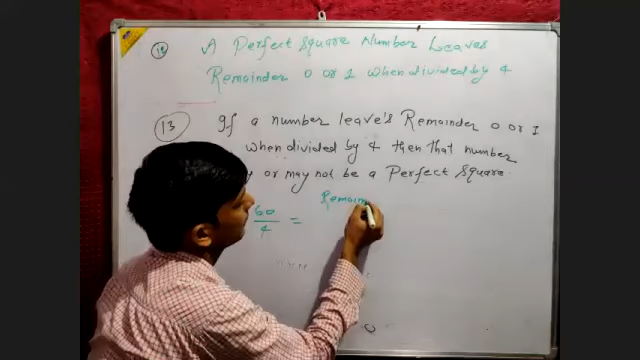 12 A Perfect Square Number Leaves
Remainder 0 or 1 when divided by 4
13 If a number leave's Remainder 0 or 1
when divided by 4 then that number
y or may not be a Perfect Square.
60
4
=
Remain